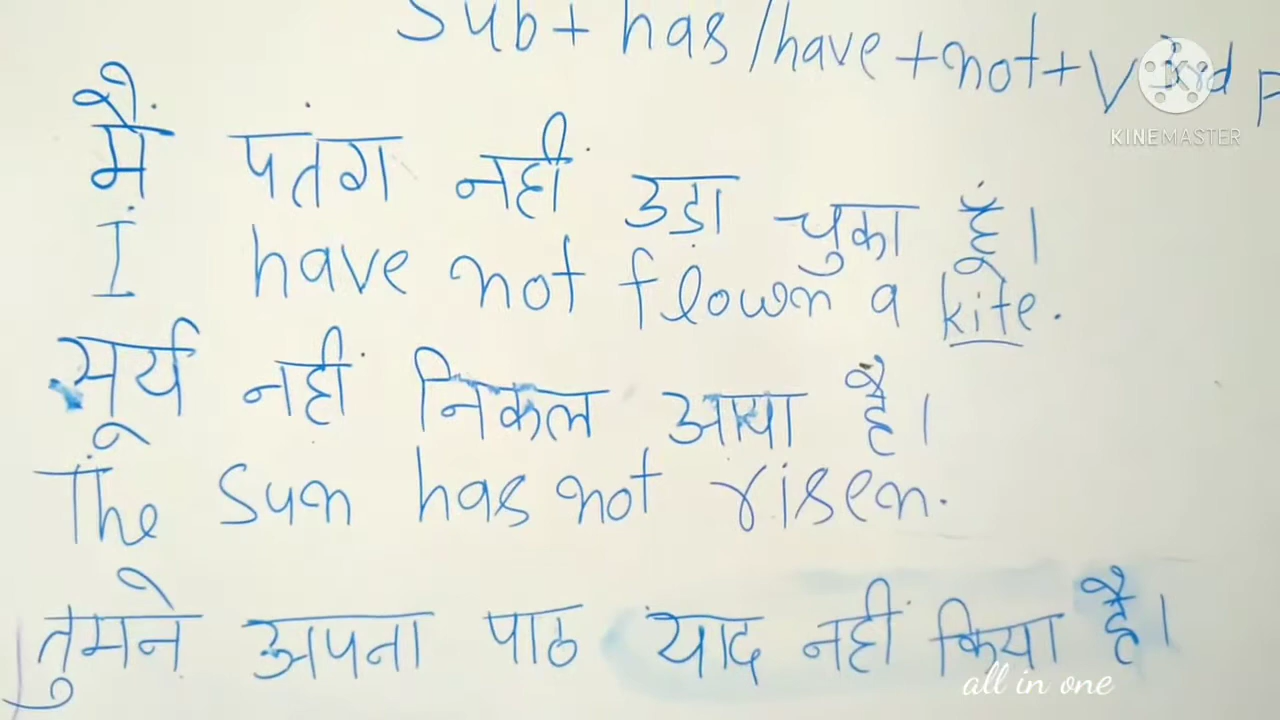 Sub + has /have + not + V 3rd P
KINEMASTER
मैं पतंग नहीं उड़ा चुका हूँ।
I have not flown a kite.
सूर्य नहीं निकल आया है।
The Sun has not risen.
तुमने अपना पाठ याद नहीं किया है।
all in one